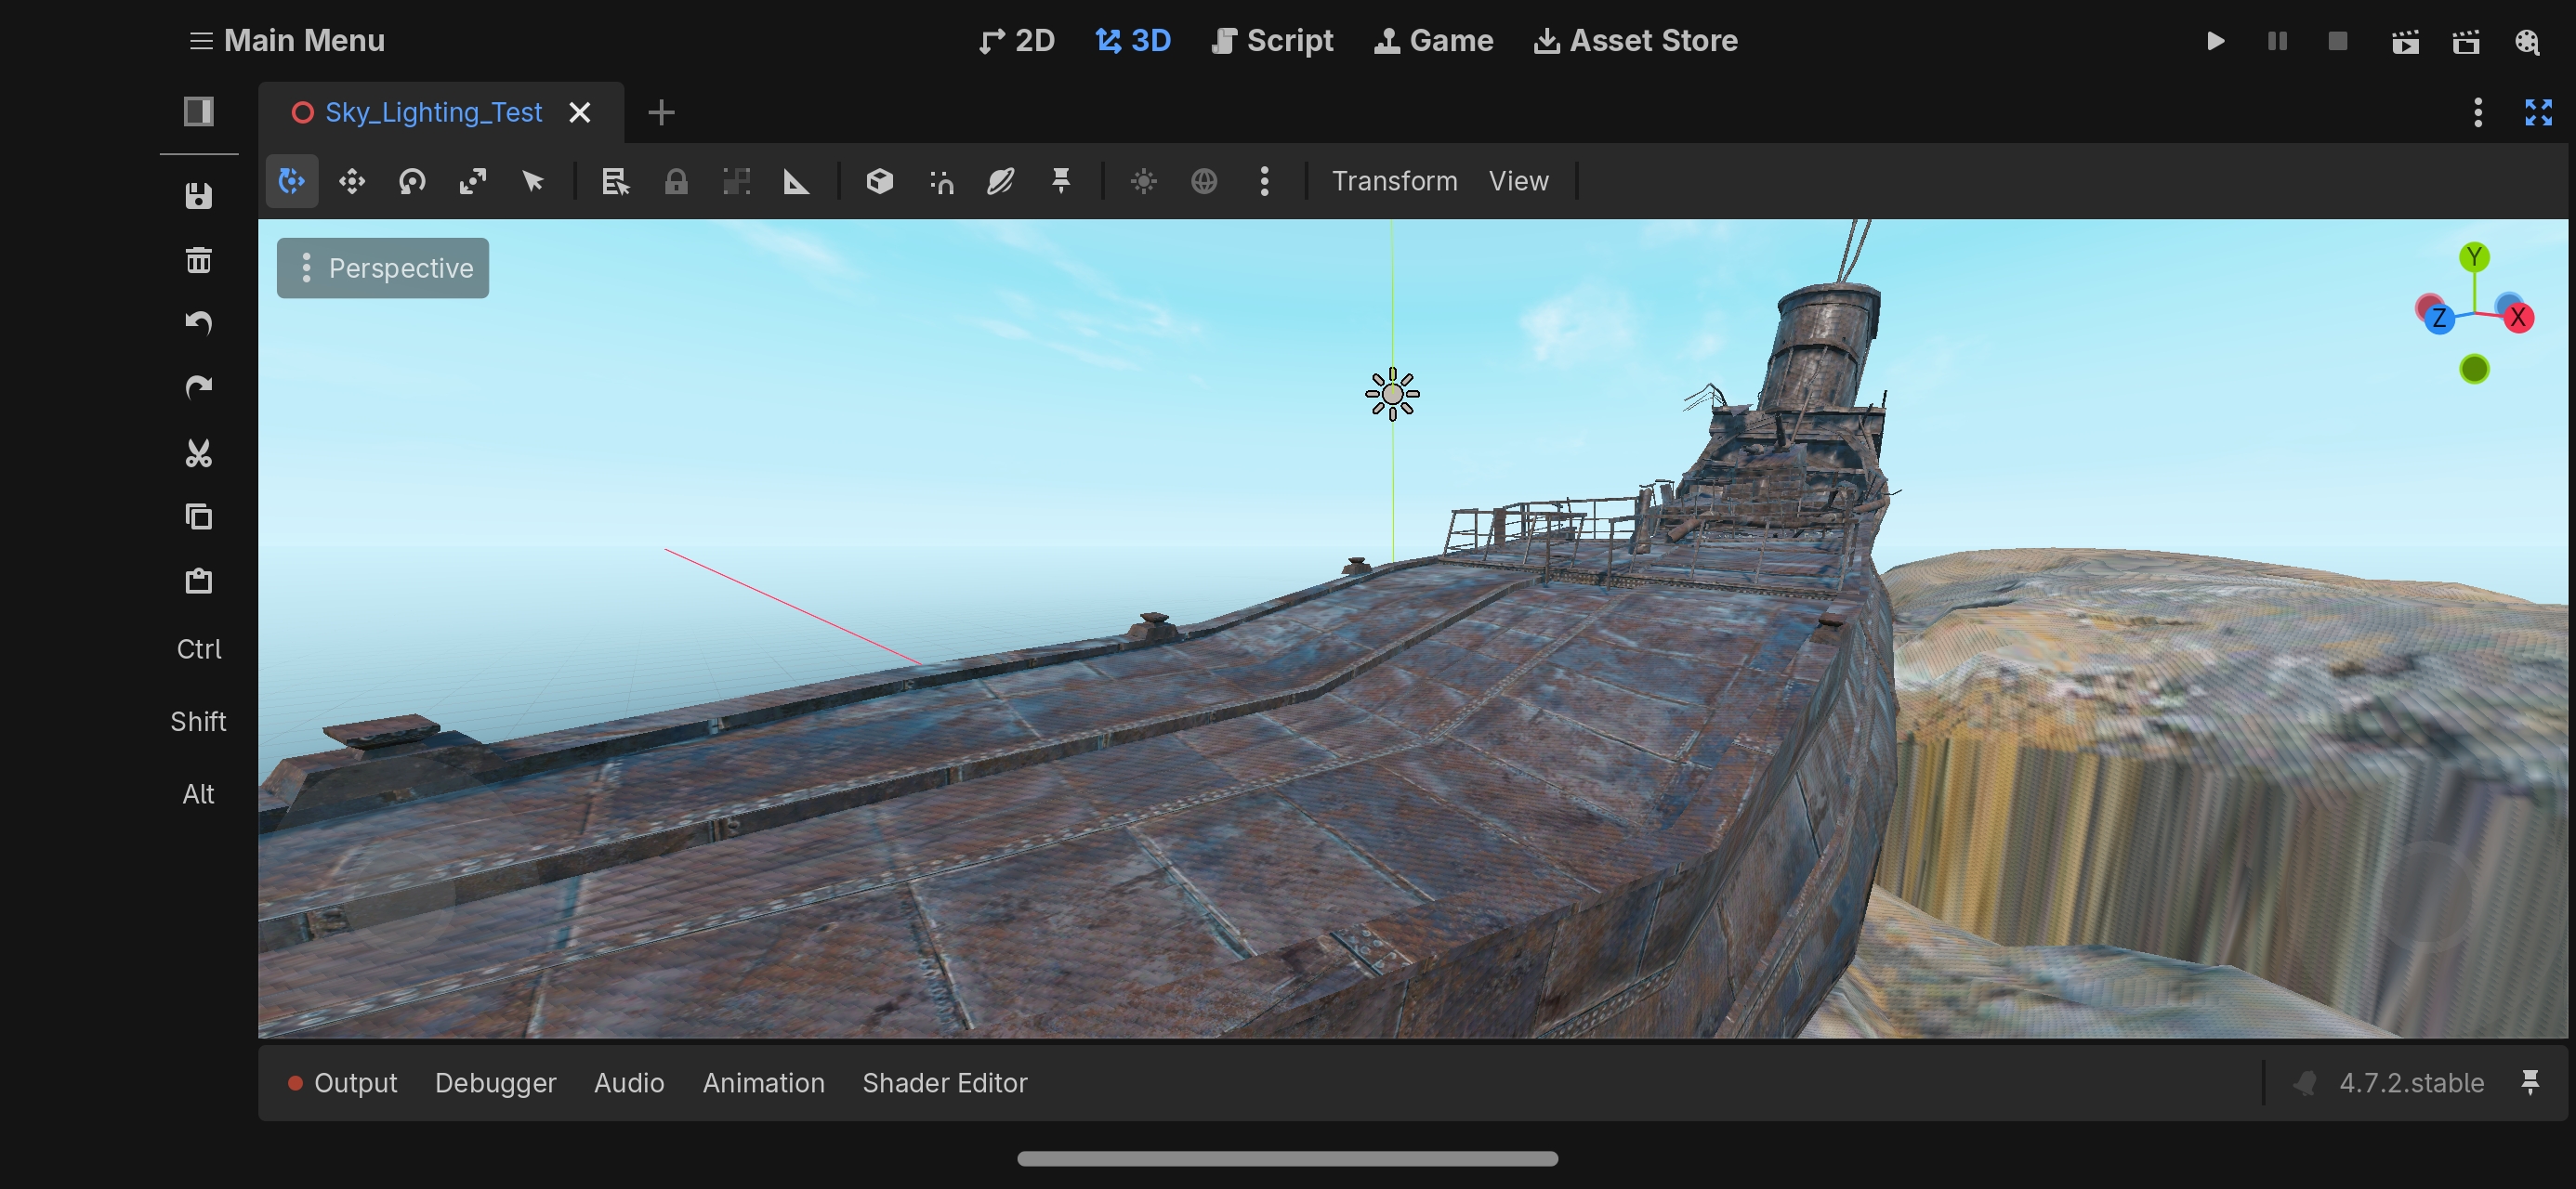 Main Menu
2D 3D Script Game Asset Store
Sky_Lighting_Test
Transform View
Perspective
Y
Z X
Ctrl
Shift
Alt
Output Debugger Audio Animation Shader Editor 4.7.2.stable